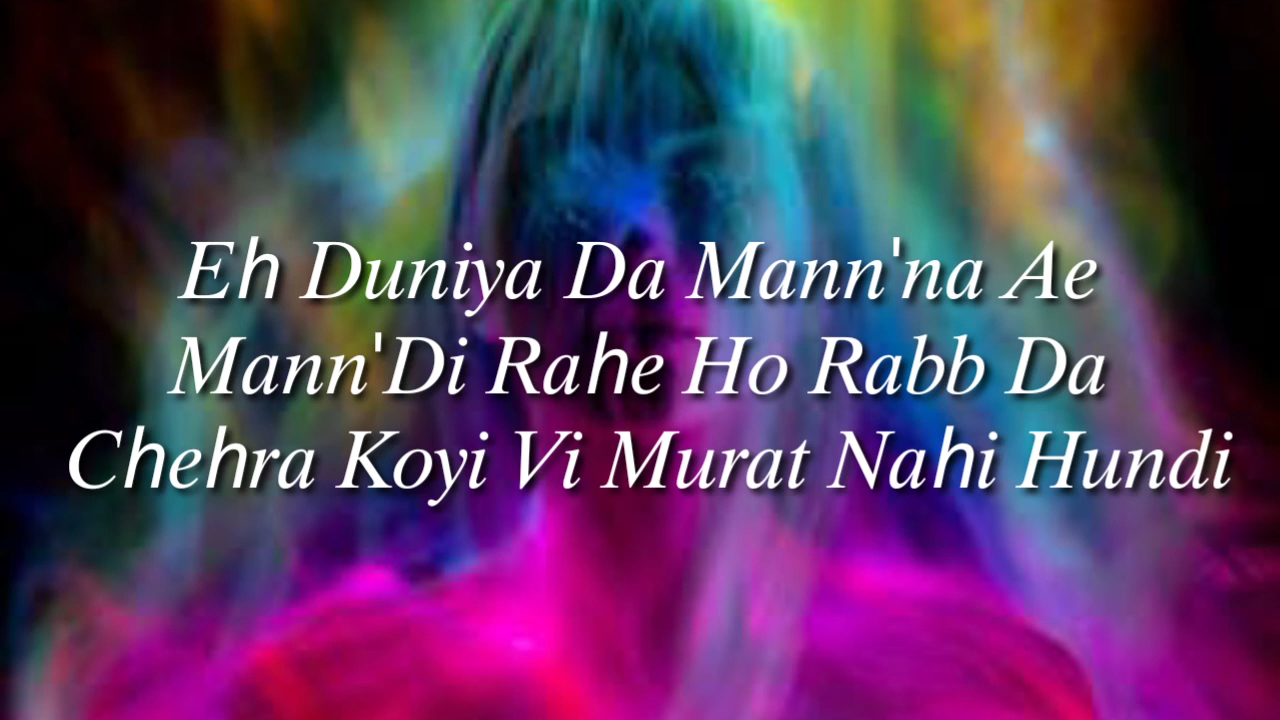 Eh Duniya Da Mann'na Ae
Mann'Di Rahe Ho Rabb Da
Chehra Koyi Vi Murat Nahi Hundi